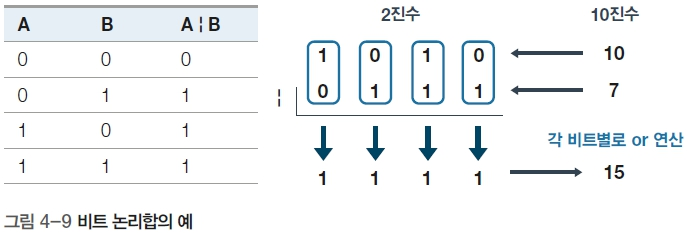 A B A ¦ B
0 0 0
0 1 1
1 0 1
1 1 1
2진수 10진수
1 0 1 0 10
¦ 0 1 1 1 7
각 비트별로 or 연산
1 1 1 1 15
그림 4-9 비트 논리합의 예